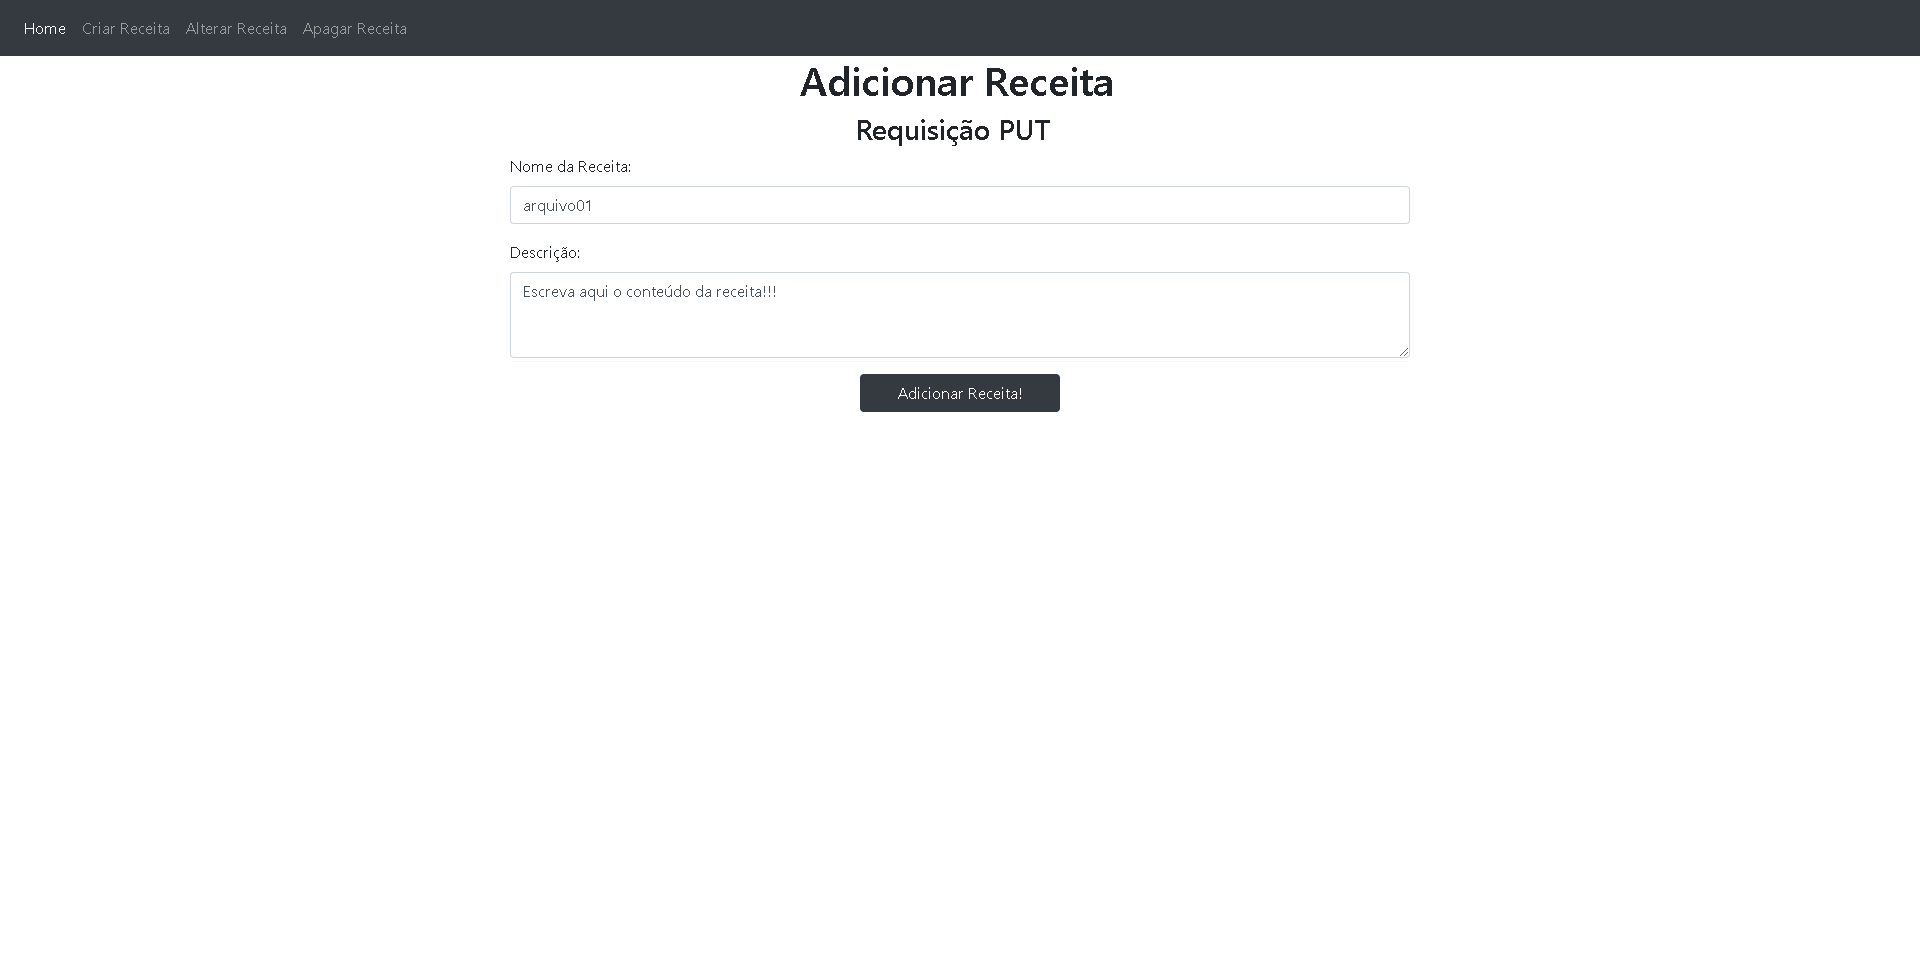 Home Criar Receita Alterar Receita Apagar Receita
Adicionar Receita
Requisição PUT
Nome da Receita:
arquivo01
Descrição:
Escreva aqui o conteúdo da receita!!!
Adicionar Receita!